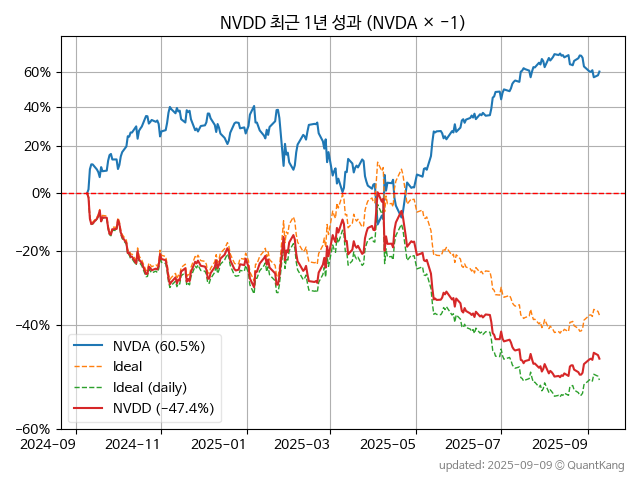 NVDD 최근 1년 성과 (NVDA × −1)
60%
40%
20%
0%
−20%
−40%
−60%
NVDA (60.5%)
Ideal
Ideal (daily)
NVDD (−47.4%)
2024-09
2024-11
2025-01
2025-03
2025-05
2025-07
2025-09
updated: 2025-09-09 © QuantKang